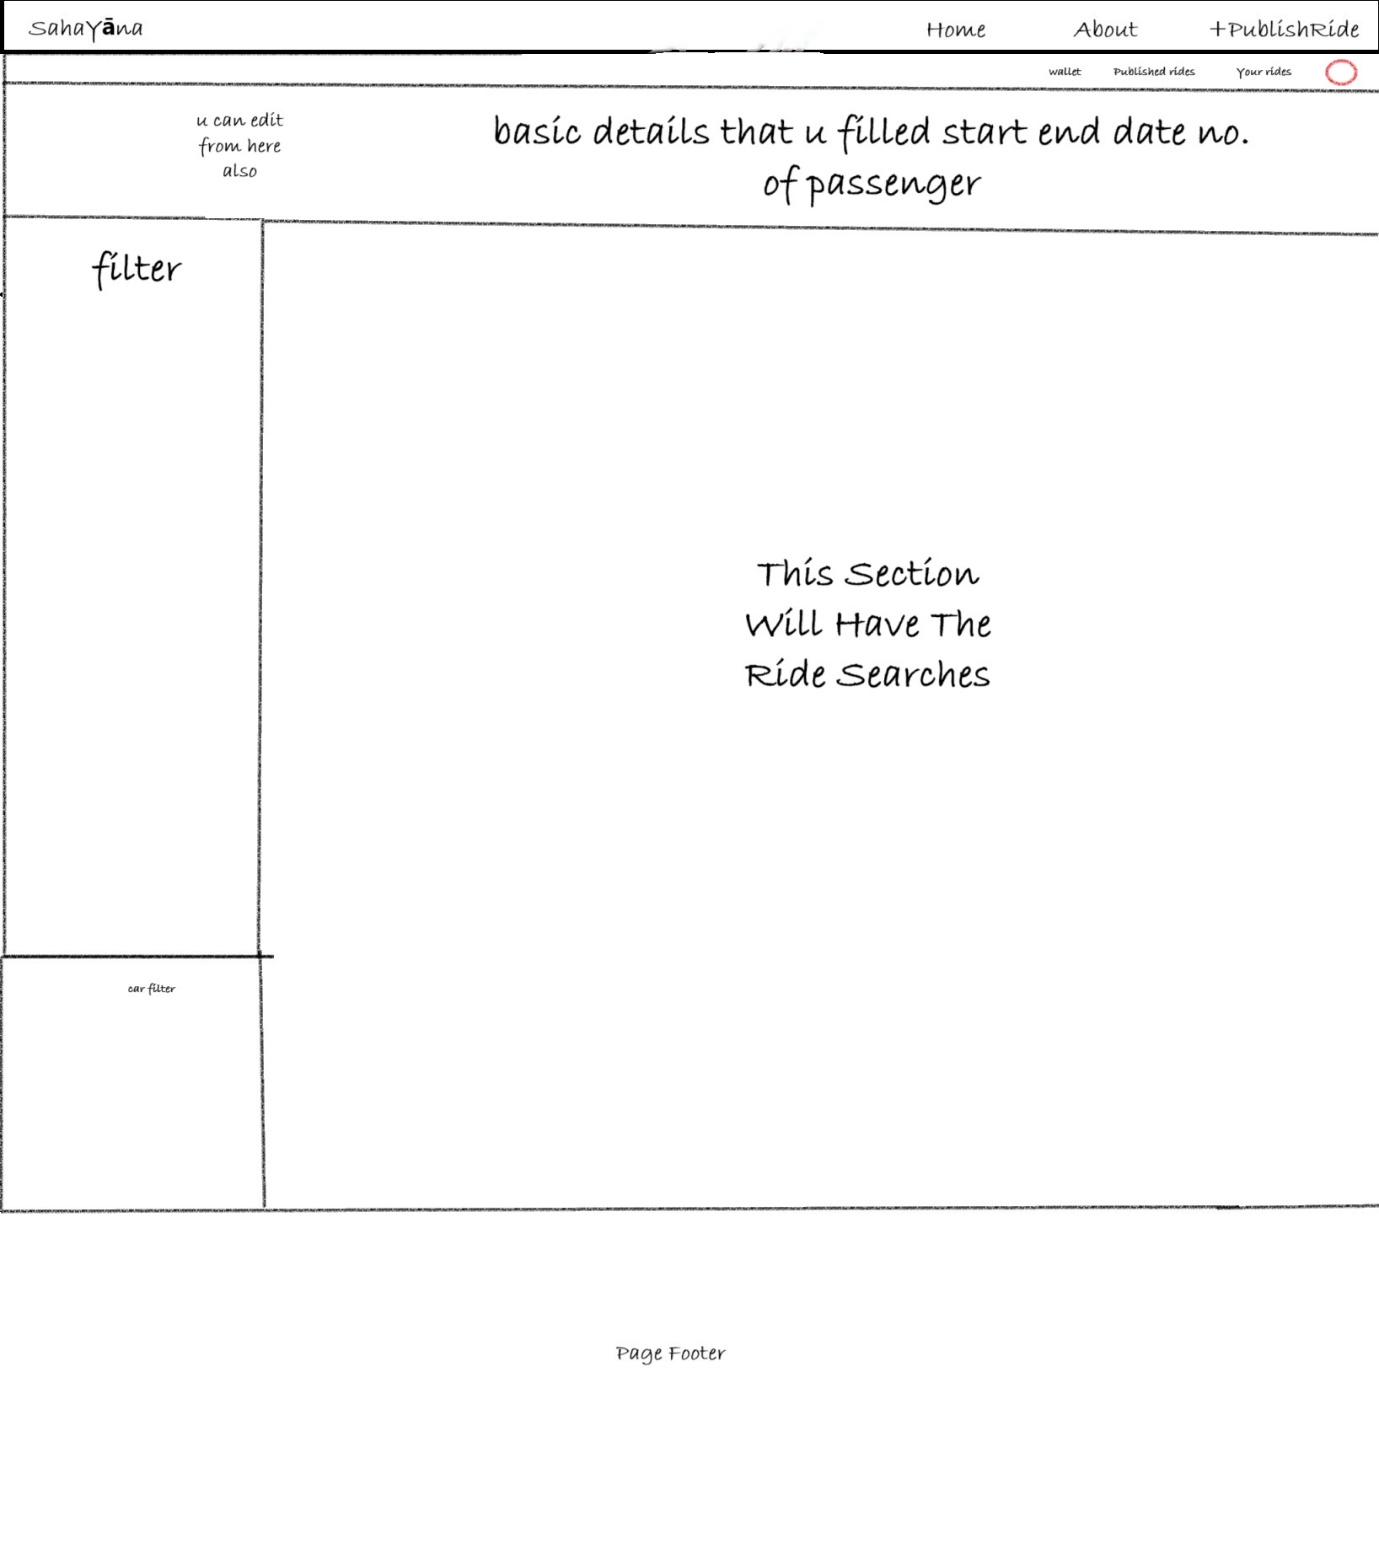 SahaYāna Home About +PublishRide
wallet Published rides Your rides
u can edit
from here
also
basic details that u filled start end date no.
of passenger
filter
This Section
Will Have The
Ride Searches
car filter
Page Footer